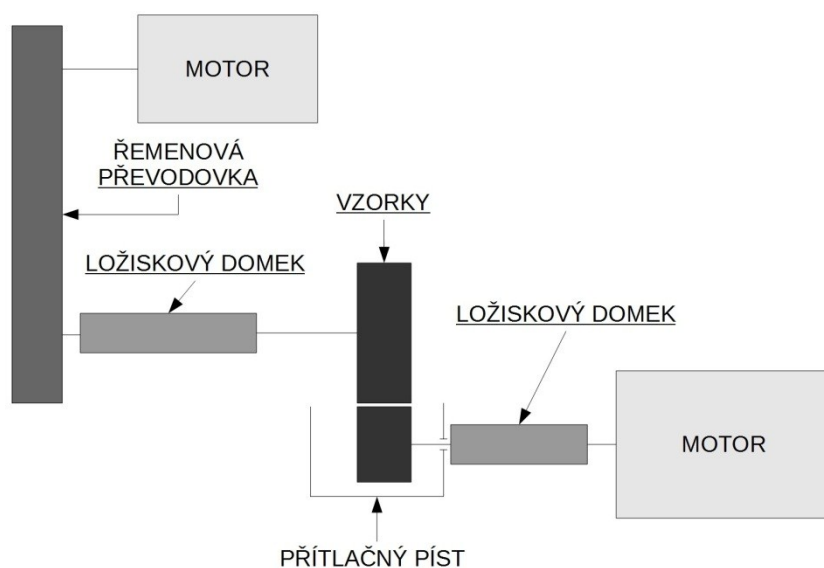 MOTOR
ŘEMENOVÁ
PŘEVODOVKA
VZORKY
LOŽISKOVÝ DOMEK
LOŽISKOVÝ DOMEK
MOTOR
PŘÍTLAČNÝ PÍST